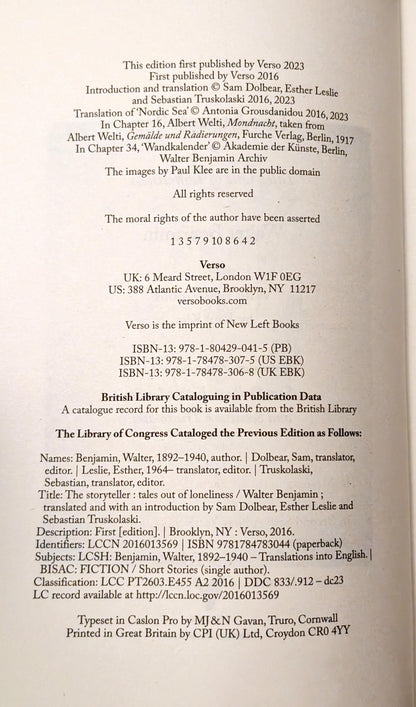 This edition first published by Verso 2023
First published by Verso 2016
Introduction and translation © Sam Dolbear, Esther Leslie
and Sebastian Truskolaski 2016, 2023
Translation of 'Nordic Sea' © Antonia Grousdanidou 2016, 2023
In Chapter 16, Albert Welti, Mondnacht, taken from
Albert Welti, Gemälde und Radierungen, Furche Verlag, Berlin, 1917
In Chapter 34, 'Wandkalender' © Akademie der Künste, Berlin,
Walter Benjamin Archiv
The images by Paul Klee are in the public domain
All rights reserved
The moral rights of the author have been asserted
1 3 5 7 9 10 8 6 4 2
Verso
UK: 6 Meard Street, London W1F 0EG
US: 388 Atlantic Avenue, Brooklyn, NY 11217
versobooks.com
Verso is the imprint of New Left Books
ISBN-13: 978-1-80429-041-5 (PB)
ISBN-13: 978-1-78478-307-5 (US EBK)
ISBN-13: 978-1-78478-306-8 (UK EBK)
British Library Cataloguing in Publication Data
A catalogue record for this book is available from the British Library
The Library of Congress Cataloged the Previous Edition as Follows:
Names: Benjamin, Walter, 1892–1940, author. | Dolbear, Sam, translator,
editor. | Leslie, Esther, 1964– translator, editor. | Truskolaski,
Sebastian, translator, editor.
Title: The storyteller : tales out of loneliness / Walter Benjamin ;
translated and with an introduction by Sam Dolbear, Esther Leslie and
Sebastian Truskolaski.
Description: First [edition]. | Brooklyn, NY : Verso, 2016.
Identifiers: LCCN 2016013569 | ISBN 9781784783044 (paperback)
Subjects: LCSH: Benjamin, Walter, 1892–1940 – Translations into English. |
BISAC: FICTION / Short Stories (single author).
Classification: LCC PT2603.E455 A2 2016 | DDC 833/.912 – dc23
LC record available at http://lccn.loc.gov/2016013569
Typeset in Caslon Pro by MJ&N Gavan, Truro, Cornwall
Printed in Great Britain by CPI (UK) Ltd, Croydon CR0 4YY